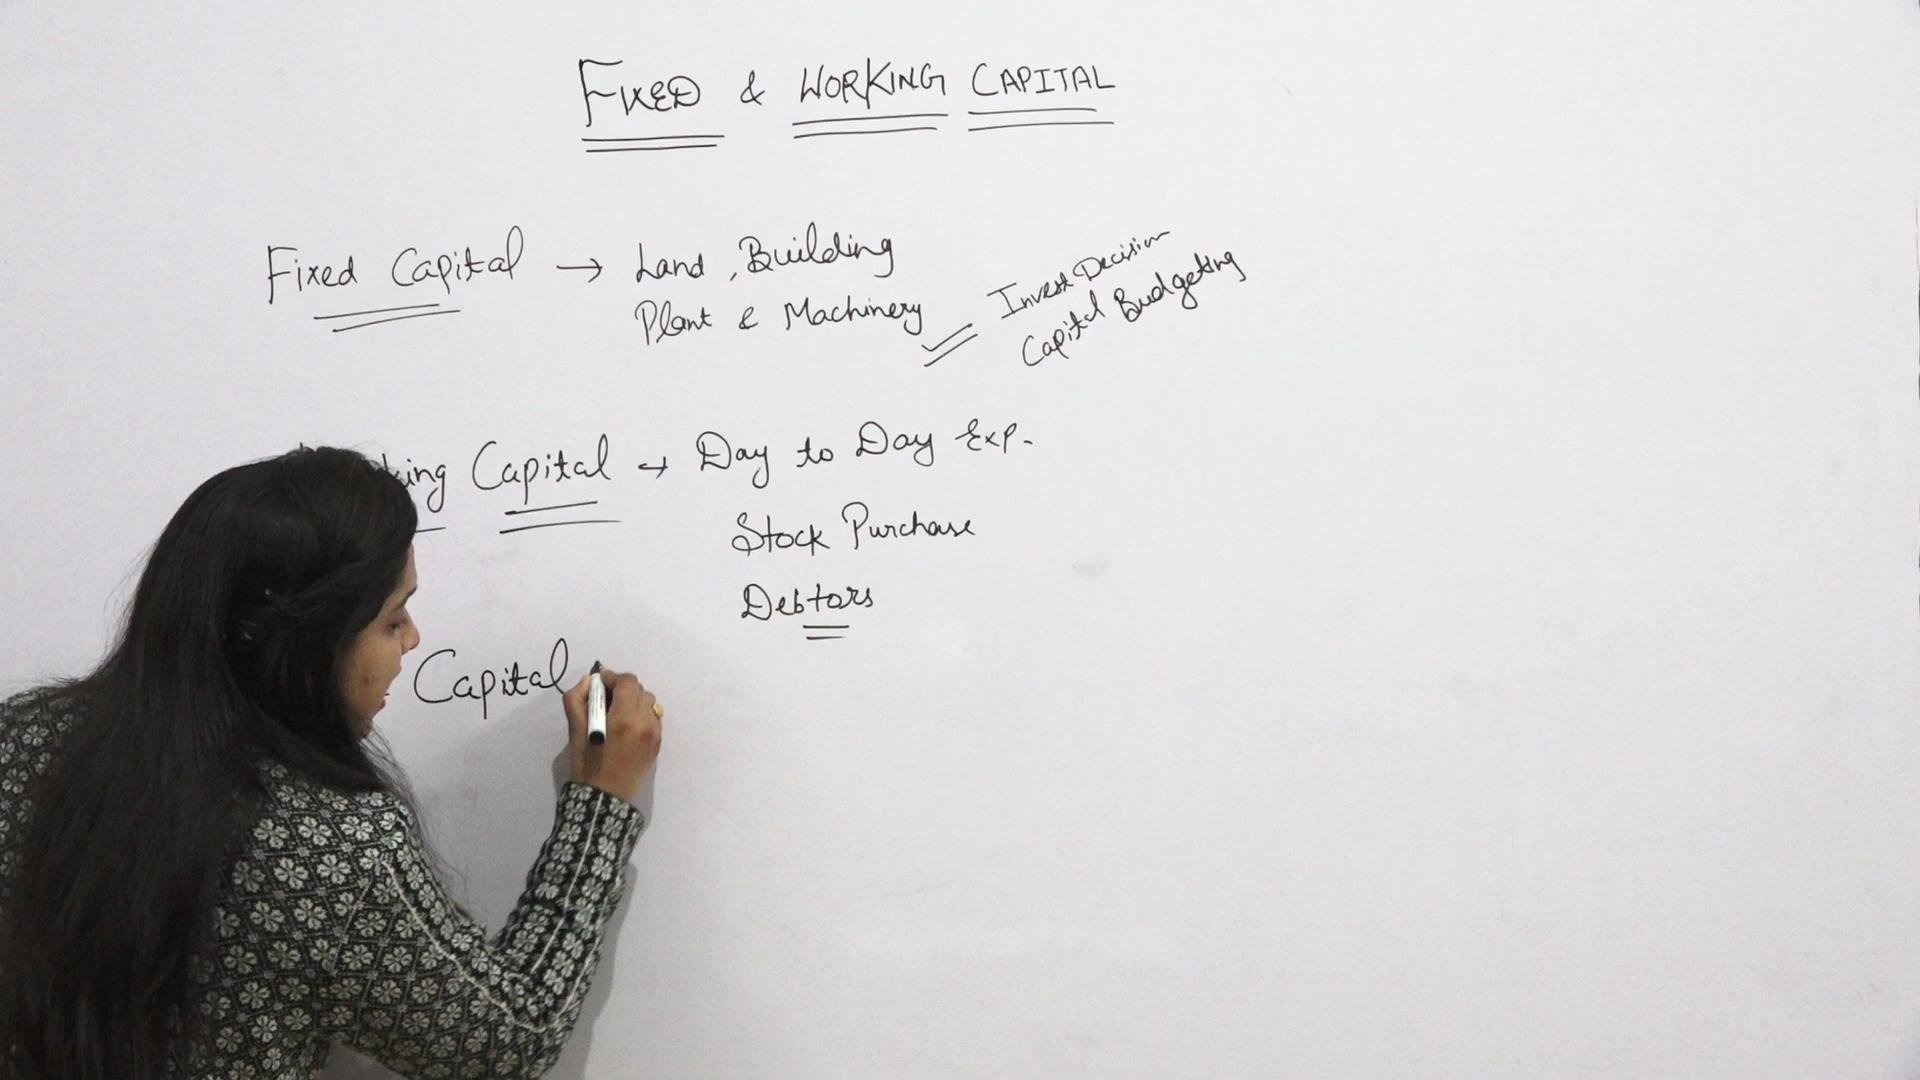 FIXED & WORKING CAPITAL
Fixed Capital → Land, Building
Plant & Machinery
Invest Decision
Capital Budgeting
Capital → Day to Day Exp.
Stock Purchase
Debtors
Capital